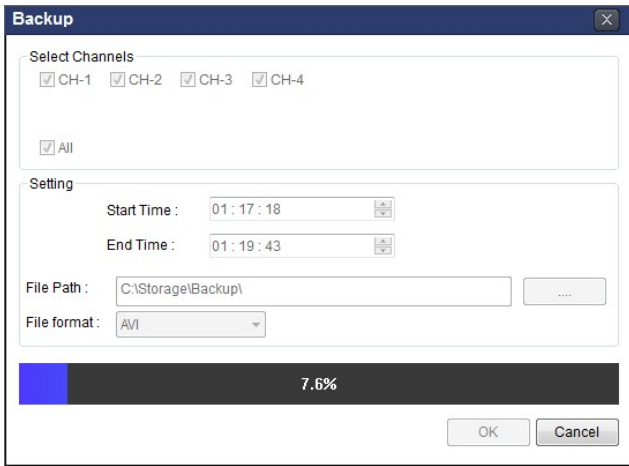 Backup
Select Channels
CH-1 CH-2 CH-3 CH-4
All
Setting
Start Time : 01 : 17 : 18
End Time : 01 : 19 : 43
File Path : C:\Storage\Backup\ ....
File format : AVI
7.6%
OK Cancel